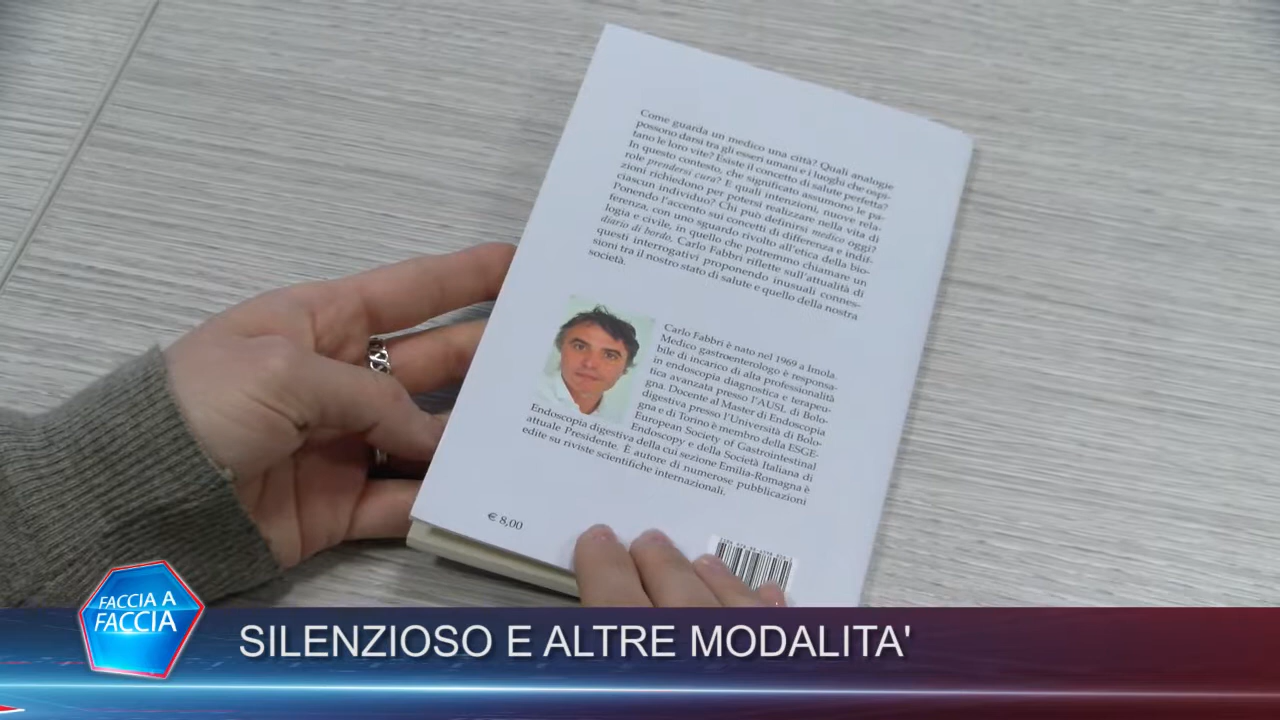 Come guarda un medico una città? Quali analogie
possono darsi tra gli esseri umani e i luoghi che ospi-
tano le loro vite? Esiste il concetto di salute perfetta?
In questo contesto, che significato assumono le pa-
role prendersi cura? E quali intenzioni, nuove rela-
zioni richiedono per potersi realizzare nella vita di
ciascun individuo? Chi può definirsi medico oggi?
Ponendo l'accento sui concetti di differenza e indif-
ferenza, con uno sguardo rivolto all'etica della bio-
logia e civile, in quello che potremmo chiamare un
diario di bordo, Carlo Fabbri riflette sull'attualità di
questi interrogativi proponendo inusuali connes-
sioni tra il nostro stato di salute e quello della nostra
società.
Carlo Fabbri è nato nel 1969 a Imola.
Medico gastroenterologo è responsa-
bile di incarico di alta professionalità
in endoscopia diagnostica e terapeu-
tica avanzata presso l'AUSL di Bolo-
gna. Docente al Master di Endoscopia
digestiva presso l'Università di Bolo-
gna e di Torino è membro della ESGE-
European Society of Gastrointestinal
Endoscopy e della Società Italiana di
Endoscopia digestiva della cui sezione Emilia-Romagna è
attuale Presidente. È autore di numerose pubblicazioni
edite su riviste scientifiche internazionali.
€ 8,00
FACCIA A
FACCIA
SILENZIOSO E ALTRE MODALITA'